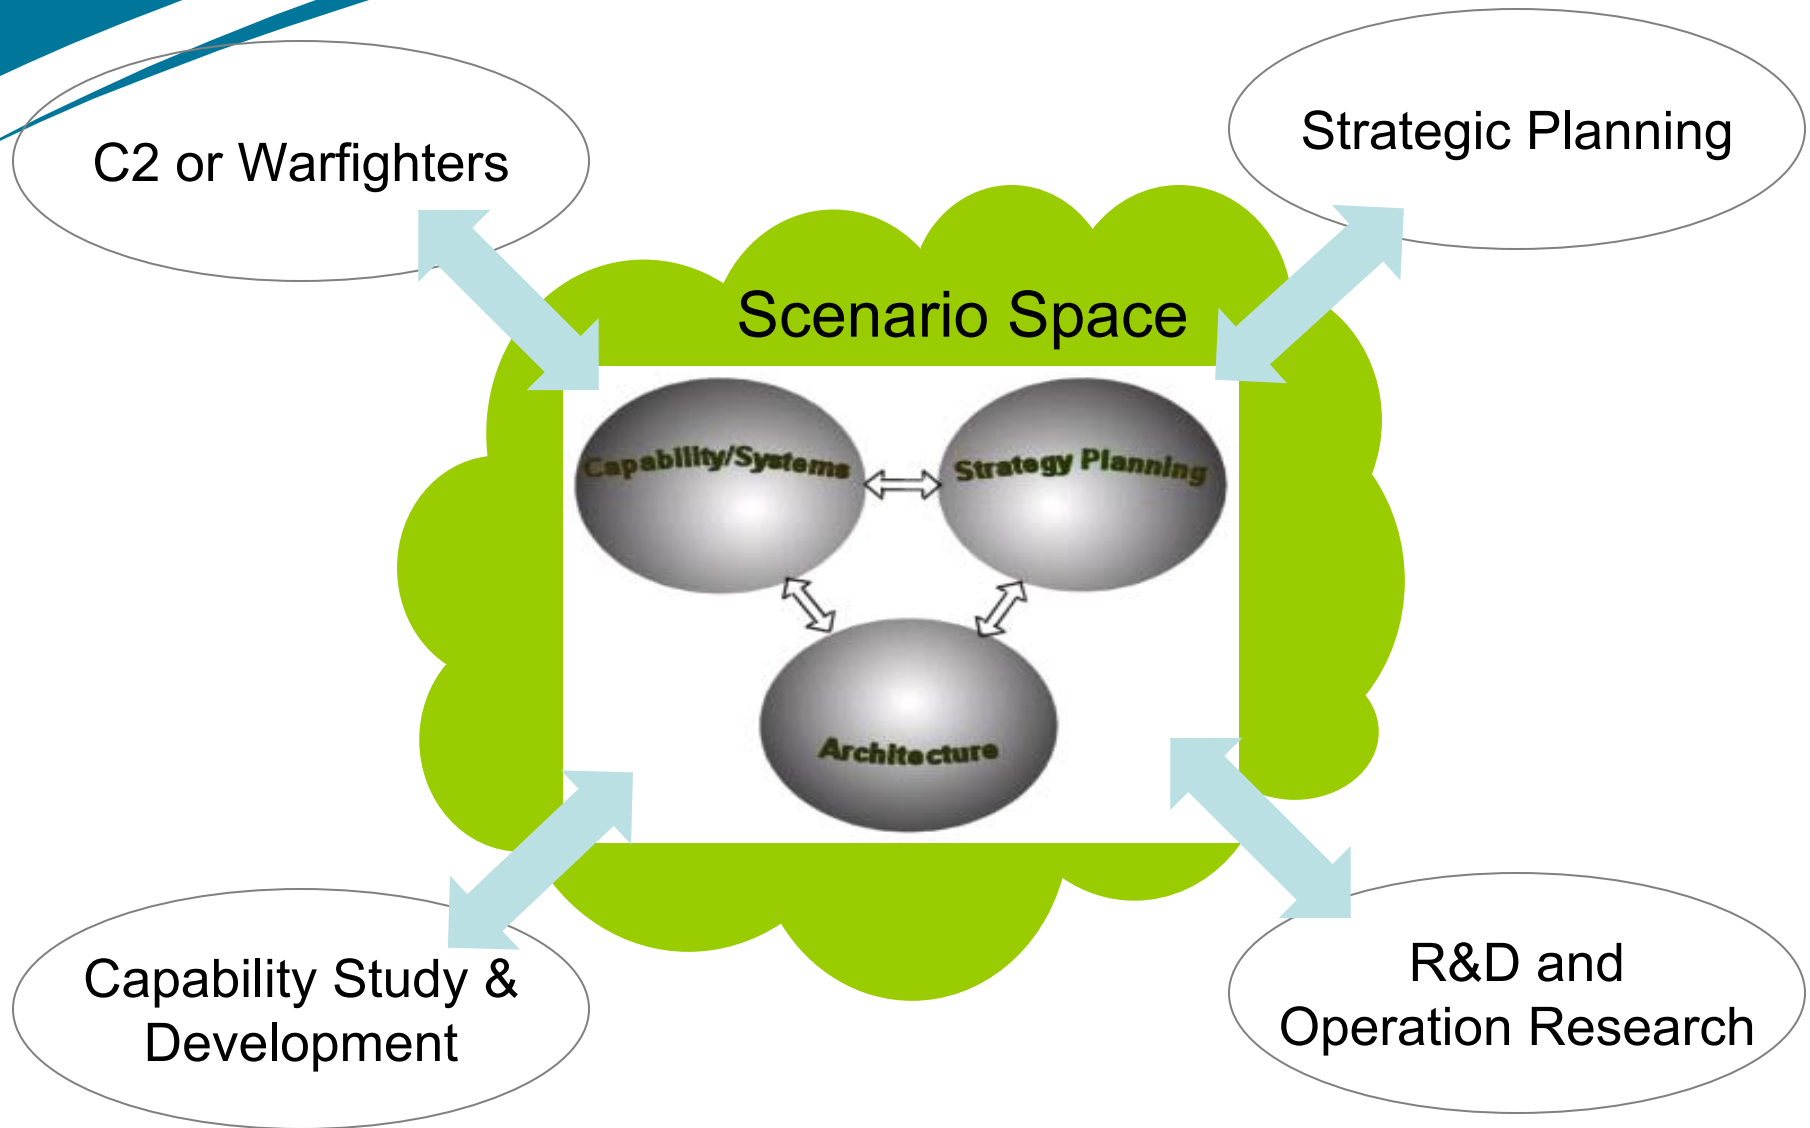 C2 or Warfighters
Strategic Planning
Scenario Space
Capability/Systems
Strategy Planning
Architecture
Capability Study &
Development
R&D and
Operation Research